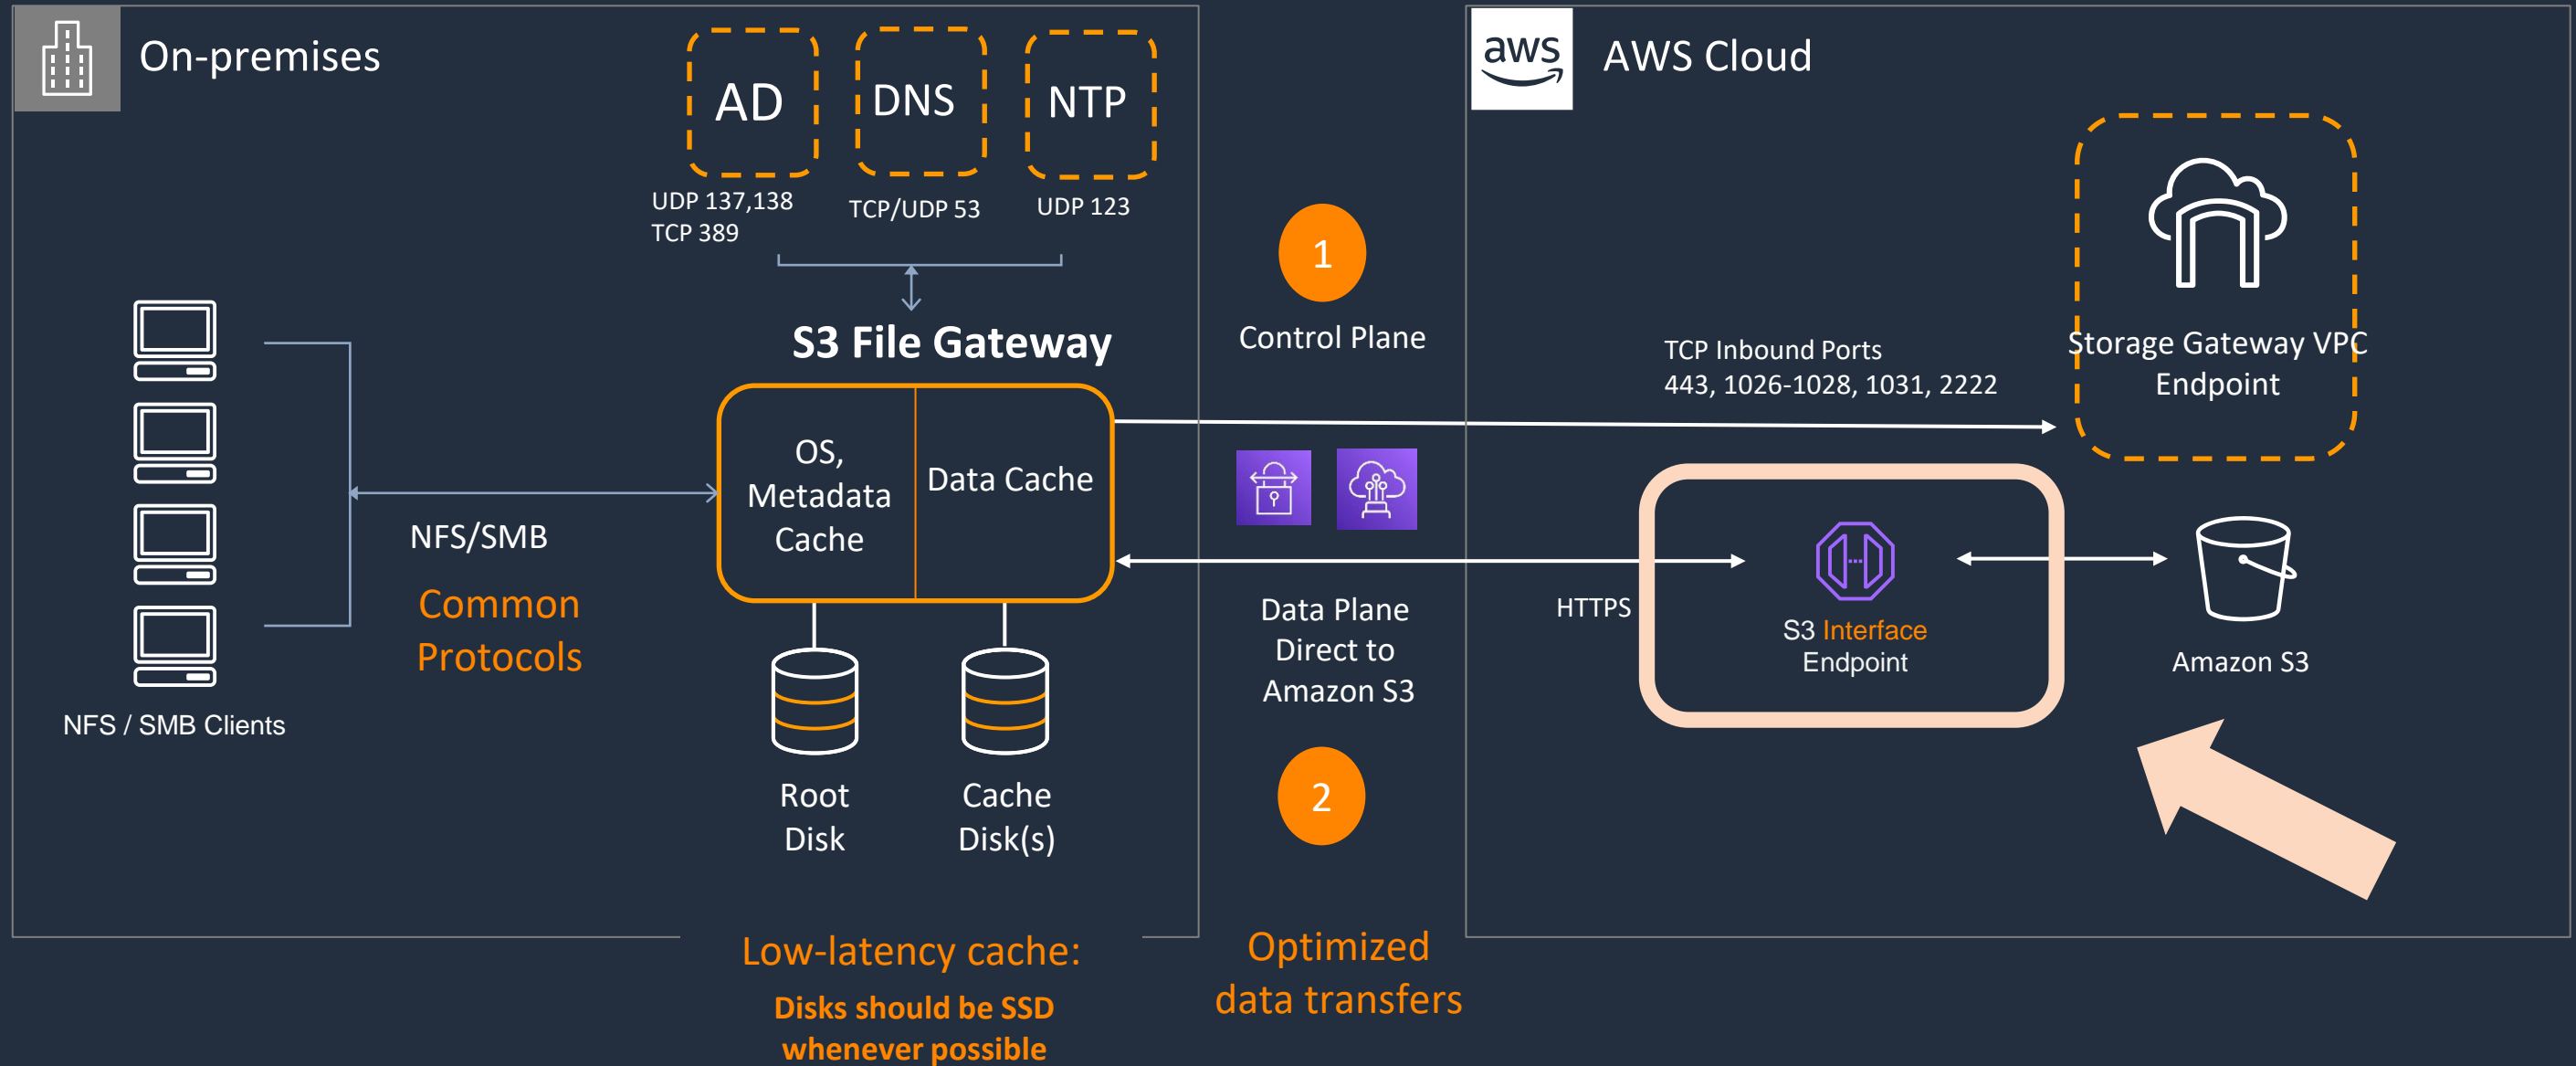 On-premises
AD
DNS
NTP
UDP 137,138
TCP 389
TCP/UDP 53
UDP 123
aws
AWS Cloud
1
Control Plane
S3 File Gateway
TCP Inbound Ports
443, 1026-1028, 1031, 2222
Storage Gateway VPC
Endpoint
OS,
Metadata
Cache
Data Cache
NFS/SMB
Common
Protocols
NFS / SMB Clients
Data Plane
Direct to
Amazon S3
HTTPS
S3 Interface
Endpoint
Amazon S3
Root
Disk
Cache
Disk(s)
2
Low-latency cache:
Disks should be SSD
whenever possible
Optimized
data transfers